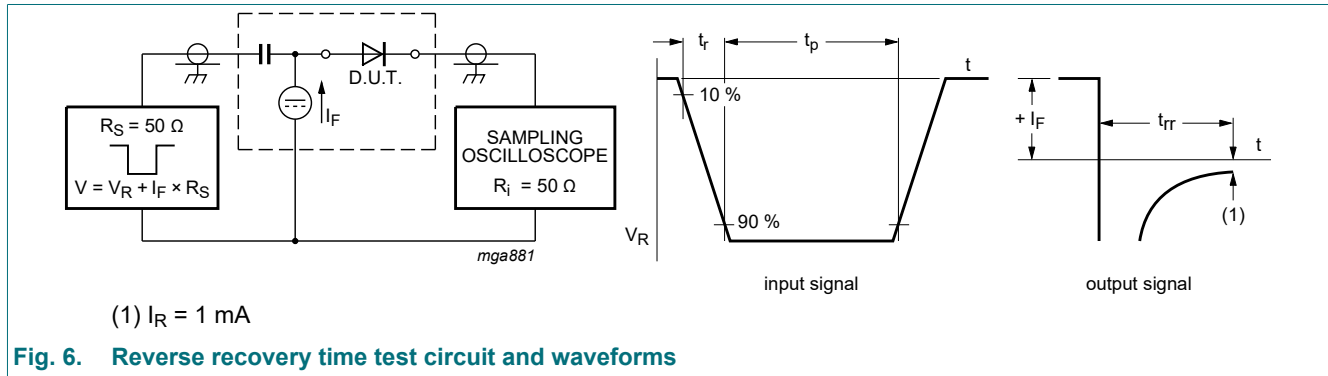 R_S = 50 Ω
V = V_R + I_F × R_S
I_F
D.U.T.
SAMPLING
OSCILLOSCOPE
R_i = 50 Ω
mga881
t_r
t_p
t
10 %
90 %
V_R
input signal
+ I_F
t_rr
t
(1)
output signal
(1) I_R = 1 mA
Fig. 6. Reverse recovery time test circuit and waveforms